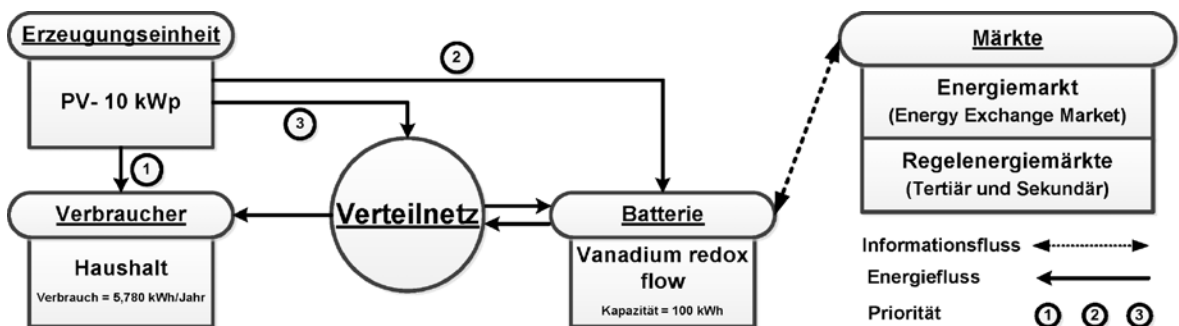 Erzeugungseinheit
PV- 10 kWp
1
2
3
Verbraucher
Haushalt
Verbrauch = 5,780 kWh/Jahr
Verteilnetz
Batterie
Vanadium redox
flow
Kapazität = 100 kWh
Märkte
Energiemarkt
(Energy Exchange Market)
Regelenergiemärkte
(Tertiär und Sekundär)
Informationsfluss
Energiefluss
Priorität 1 2 3